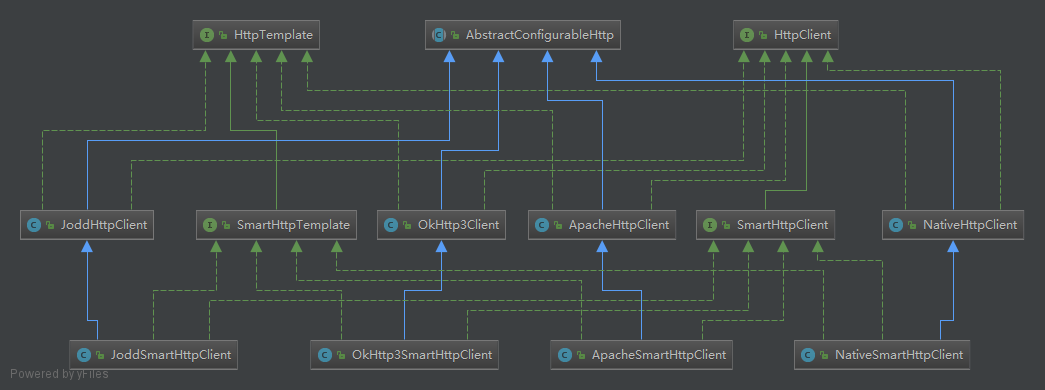 HttpTemplate
AbstractConfigurableHttp
HttpClient
JoddHttpClient
SmartHttpTemplate
OkHttp3Client
ApacheHttpClient
SmartHttpClient
NativeHttpClient
JoddSmartHttpClient
OkHttp3SmartHttpClient
ApacheSmartHttpClient
NativeSmartHttpClient
Powered by yFiles